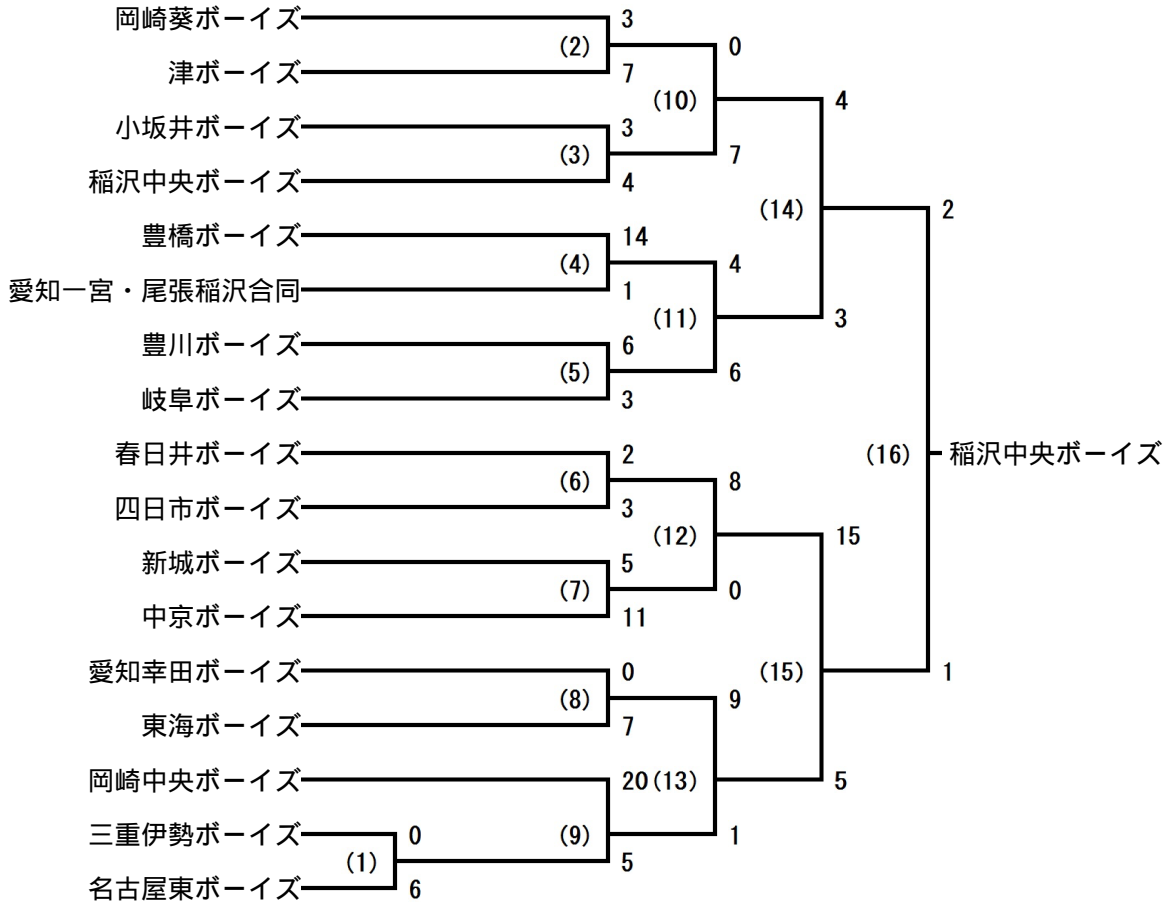 岡崎葵ボーイズ 3
(2) 0
津ボーイズ 7
(10) 4
小坂井ボーイズ 3
(3) 7
稲沢中央ボーイズ 4
(14) 2
豊橋ボーイズ 14
(4) 4
愛知一宮・尾張稲沢合同 1
(11) 3
豊川ボーイズ 6
(5) 6
岐阜ボーイズ 3
春日井ボーイズ 2
(16) 稲沢中央ボーイズ
(6) 8
四日市ボーイズ 3
(12) 15
新城ボーイズ 5
(7) 0
中京ボーイズ 11
愛知幸田ボーイズ 0
(15) 1
(8) 9
東海ボーイズ 7
岡崎中央ボーイズ 20(13) 5
三重伊勢ボーイズ 0
(9) 1
(1) 5
名古屋東ボーイズ 6